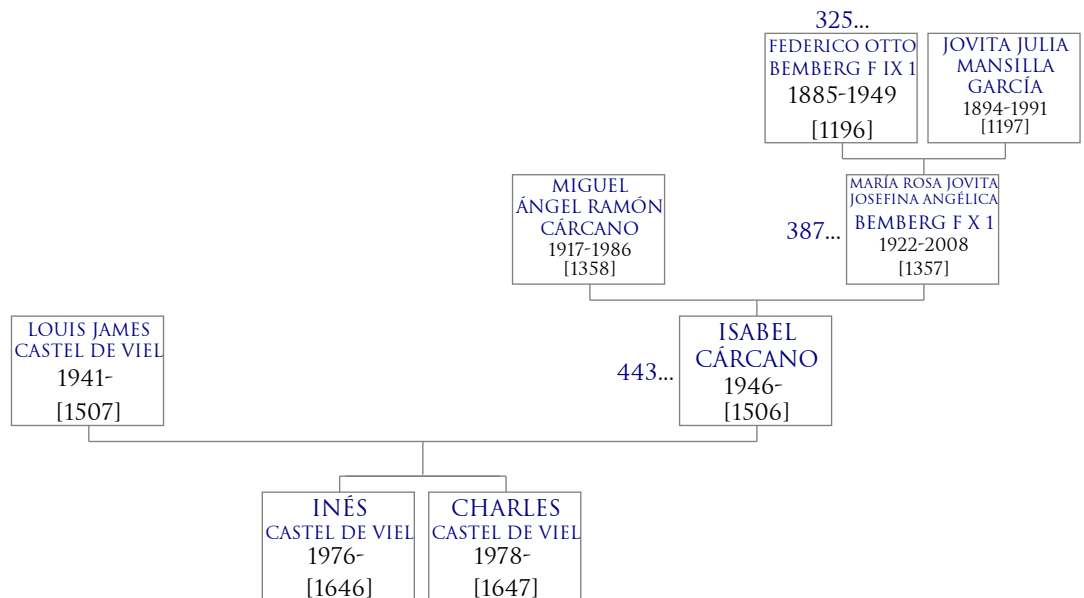 325...
FEDERICO OTTO
BEMBERG F IX 1
1885-1949
[1196]
JOVITA JULIA
MANSILLA
GARCÍA
1894-1991
[1197]
MIGUEL
ÁNGEL RAMÓN
CÁRCANO
1917-1986
[1358]
387...
MARÍA ROSA JOVITA
JOSEFINA ANGÉLICA
BEMBERG F X 1
1922-2008
[1357]
LOUIS JAMES
CASTEL DE VIEL
1941-
[1507]
443...
ISABEL
CÁRCANO
1946-
[1506]
INÉS
CASTEL DE VIEL
1976-
[1646]
CHARLES
CASTEL DE VIEL
1978-
[1647]